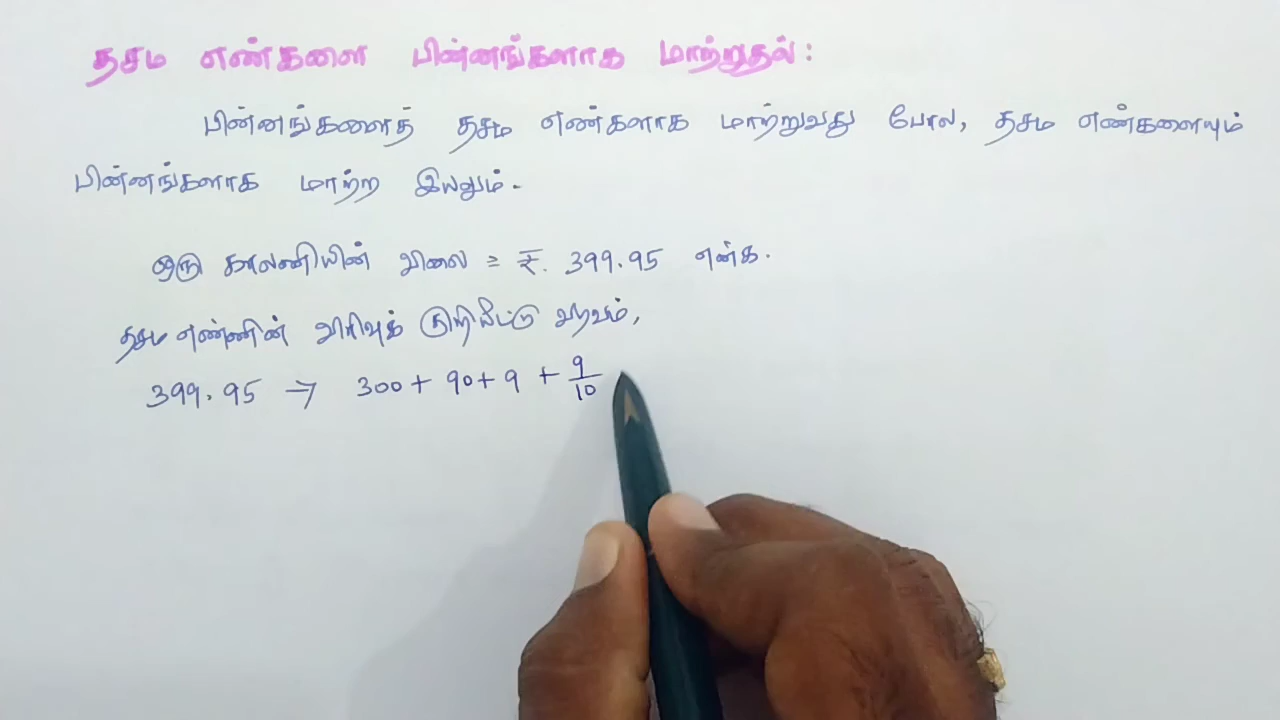 தசம எண்களை பின்னங்களாக மாற்றுதல் :
பின்னங்களைத் தசம எண்களாக மாற்றுவது போல, தசம எண்களையும்
பின்னங்களாக மாற்ற இயலும்.
ஒரு காலணியின் விலை = ₹. 399.95 என்க.
தசம எண்ணின் விரிவுக் குறியீட்டு வடிவம்,
399.95 → 300 + 90 + 9 + 9/10